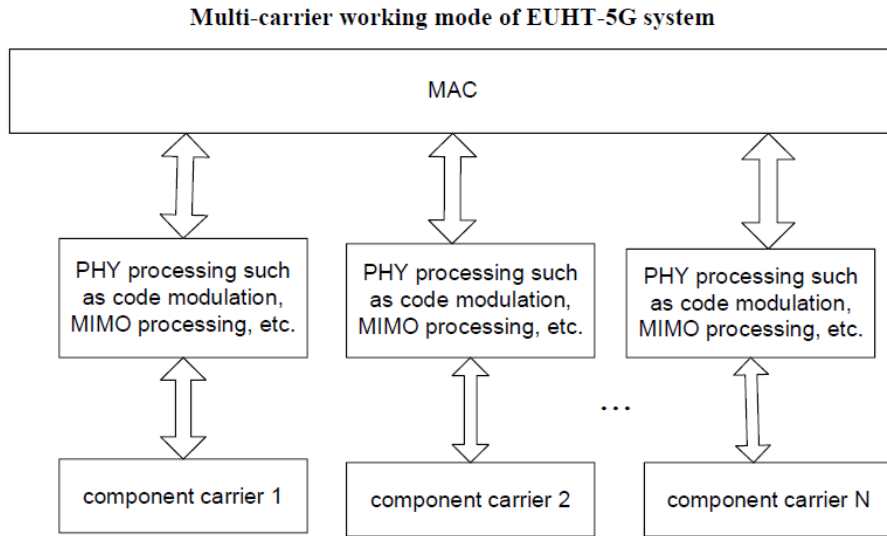 Multi-carrier working mode of EUHT-5G system
MAC
PHY processing such
as code modulation,
MIMO processing, etc.
PHY processing such
as code modulation,
MIMO processing, etc.
PHY processing such
as code modulation,
MIMO processing, etc.
...
component carrier 1
component carrier 2
component carrier N